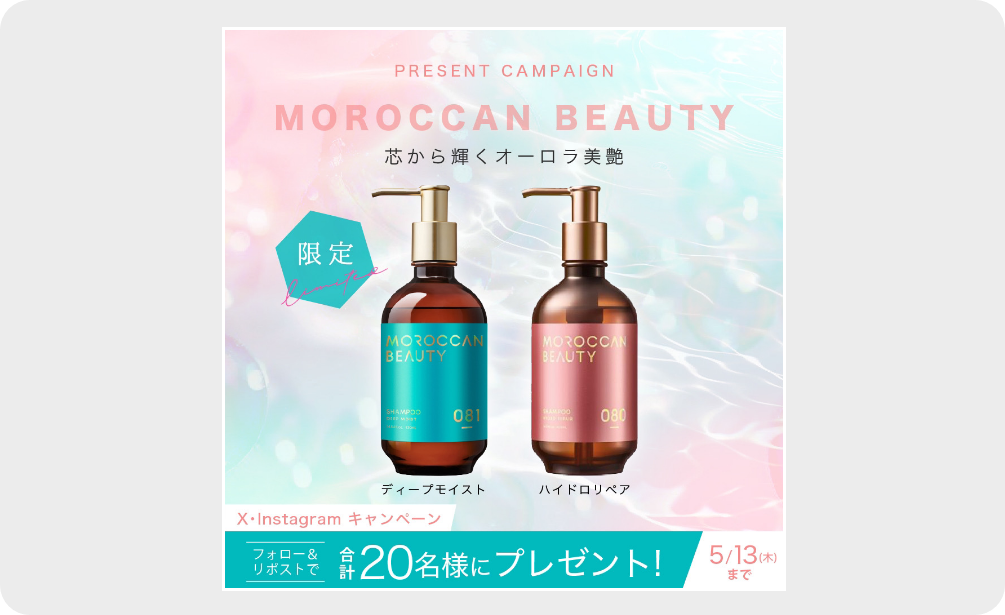 PRESENT CAMPAIGN
MOROCCAN BEAUTY
芯から輝くオーロラ美艶
限定
MOROCCAN
BEAUTY
SHAMPOO
081
MOROCCAN
BEAUTY
SHAMPOO
080
ディープモイスト
ハイドロリペア
X・Instagram キャンペーン
フォロー&
リポストで
合計20名様にプレゼント!
5/13(木)
まで